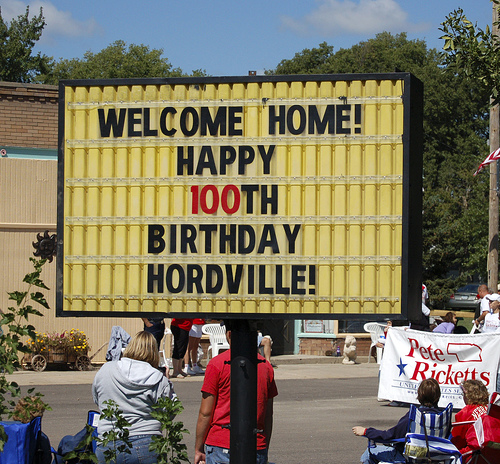 WELCOME HOME!
HAPPY
100TH
BIRTHDAY
HORDVILLE!
Pete
Ricketts